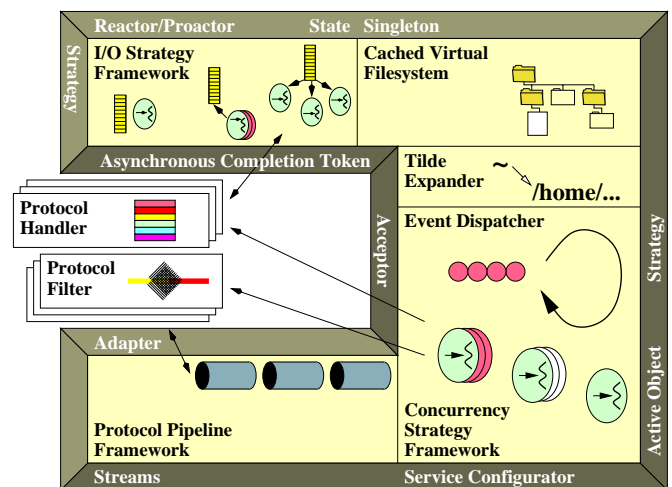 Reactor/Proactor
State
Singleton
Strategy
I/O Strategy
Framework
Cached Virtual
Filesystem
Asynchronous Completion Token
Tilde
Expander
~
/home/...
Protocol
Handler
Acceptor
Event Dispatcher
Strategy
Protocol
Filter
Adapter
Active Object
Concurrency
Strategy
Framework
Protocol Pipeline
Framework
Streams
Service Configurator